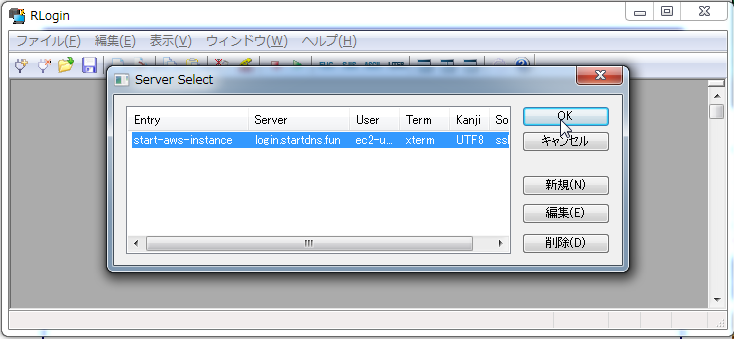 RLogin
ファイル(F) 編集(E) 表示(V) ウィンドウ(W) ヘルプ(H)
Server Select
Entry Server User Term Kanji So
start-aws-instance login.startdns.fun ec2-u... xterm UTF8 ssl
OK
キャンセル
新規(N)
編集(E)
削除(D)